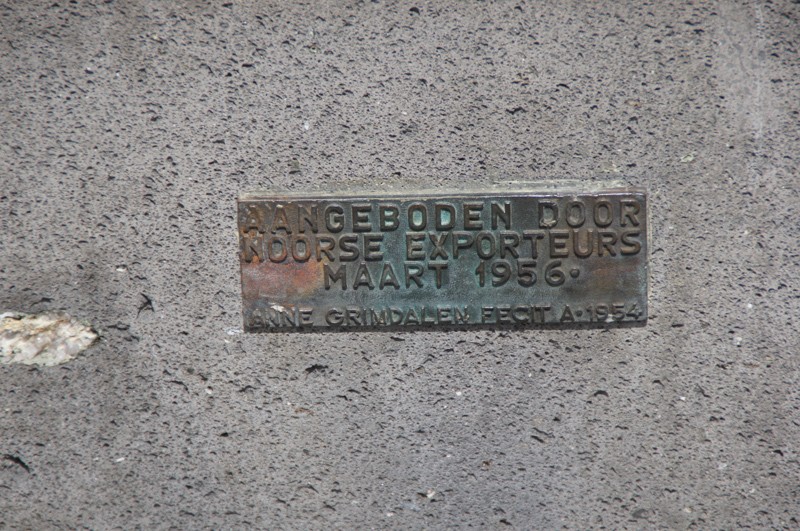 AANGEBODEN DOOR
NOORSE EXPORTEURS
MAART 1956.
ANNE GRIMDALEN FECIT A. 1954